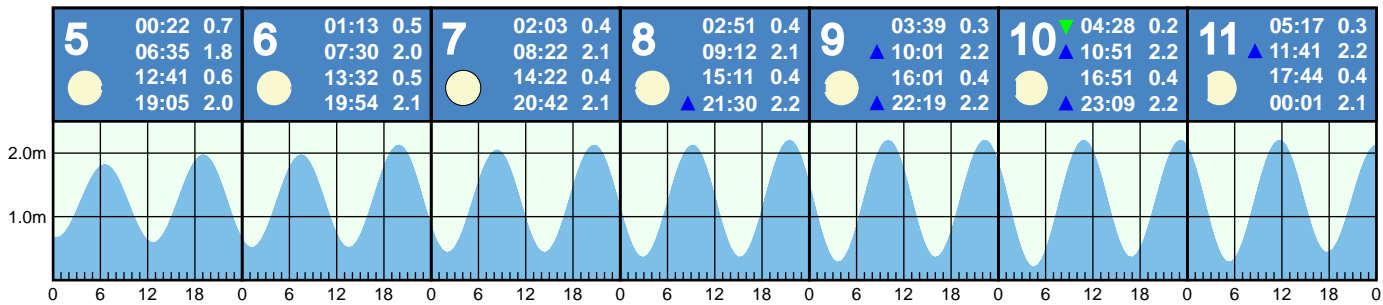 5
00:22 0.7
06:35 1.8
12:41 0.6
19:05 2.0
6
01:13 0.5
07:30 2.0
13:32 0.5
19:54 2.1
7
02:03 0.4
08:22 2.1
14:22 0.4
20:42 2.1
8
02:51 0.4
09:12 2.1
15:11 0.4
▲ 21:30 2.2
9
03:39 0.3
▲ 10:01 2.2
16:01 0.4
▲ 22:19 2.2
10
▼ 04:28 0.2
▲ 10:51 2.2
16:51 0.4
▲ 23:09 2.2
11
05:17 0.3
▲ 11:41 2.2
17:44 0.4
00:01 2.1
2.0m
1.0m
0 6 12 18 0 6 12 18 0 6 12 18 0 6 12 18 0 6 12 18 0 6 12 18 0 6 12 18 0